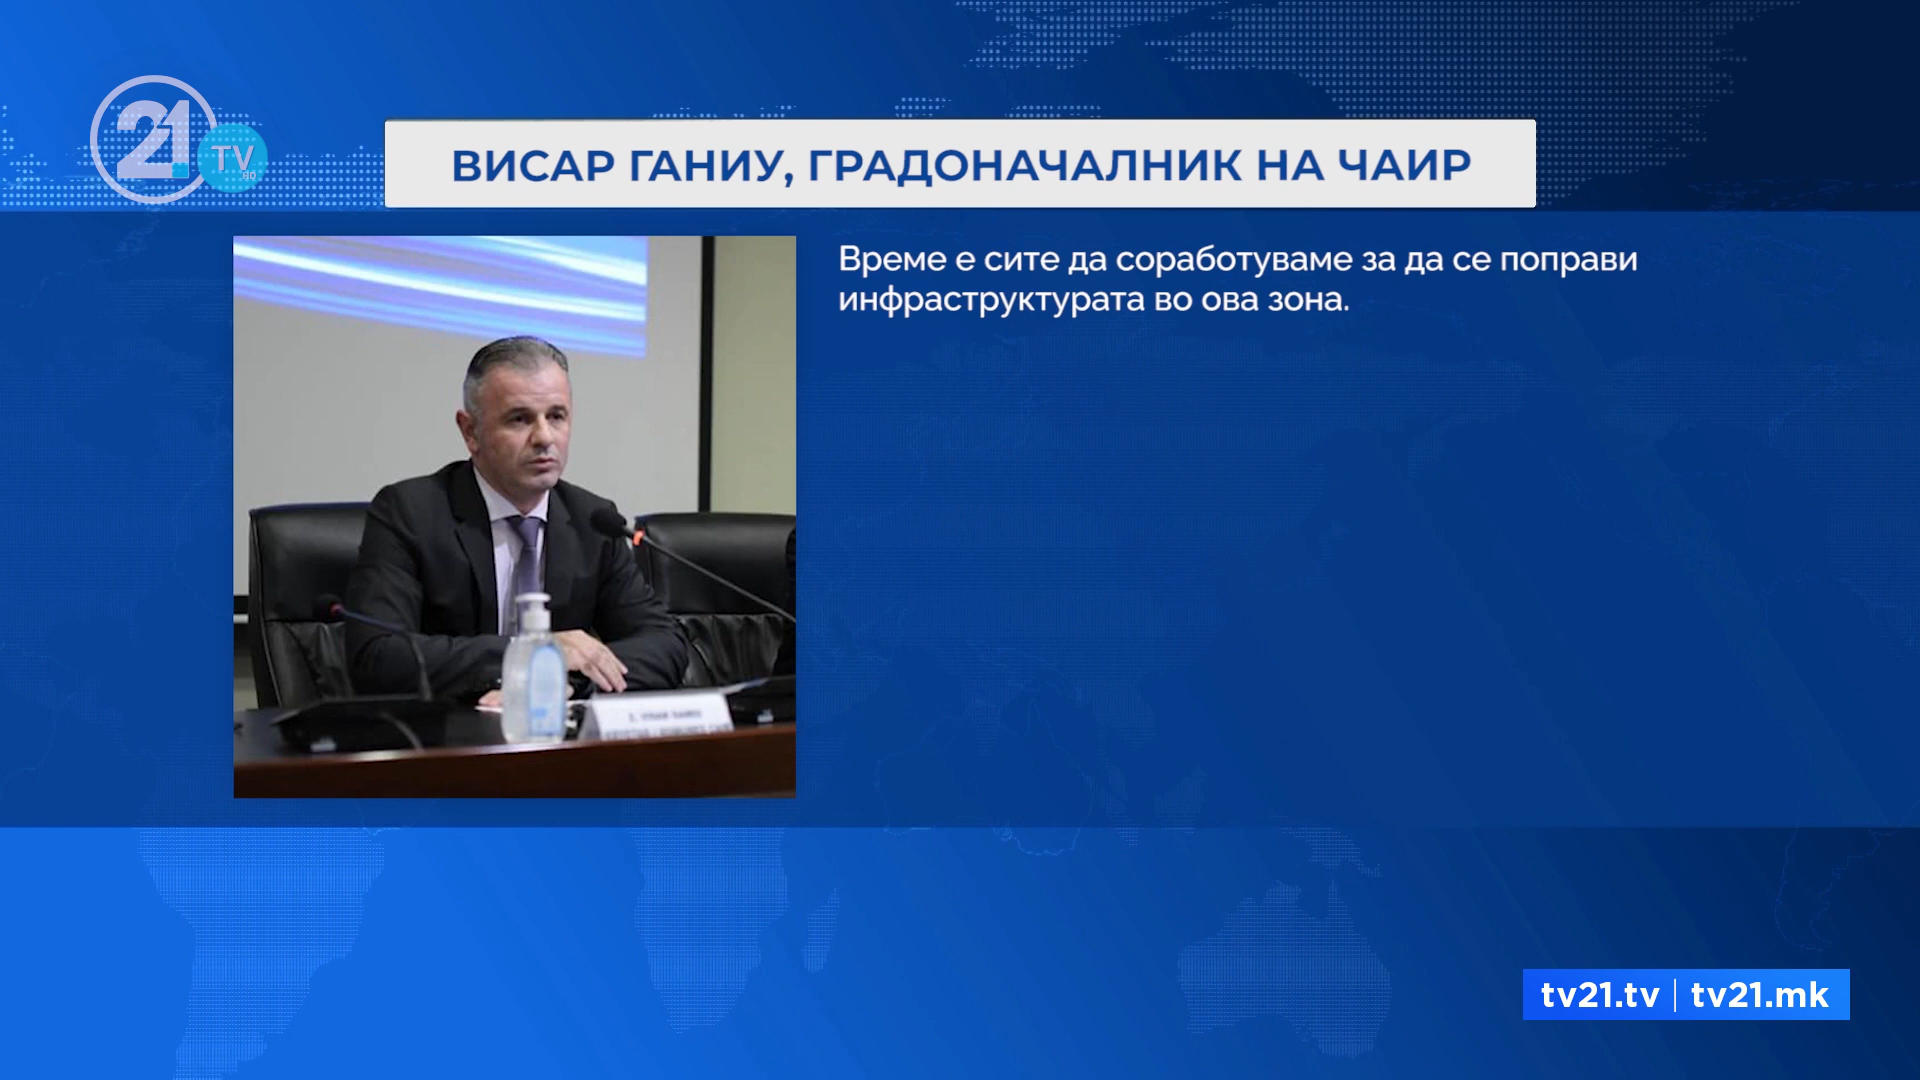 21
TV
HD
ВИСАР ГАНИУ, ГРАДОНАЧАЛНИК НА ЧАИР
Време е сите да соработуваме за да се поправи
инфраструктурата во ова зона.
tv21.tv | tv21.mk